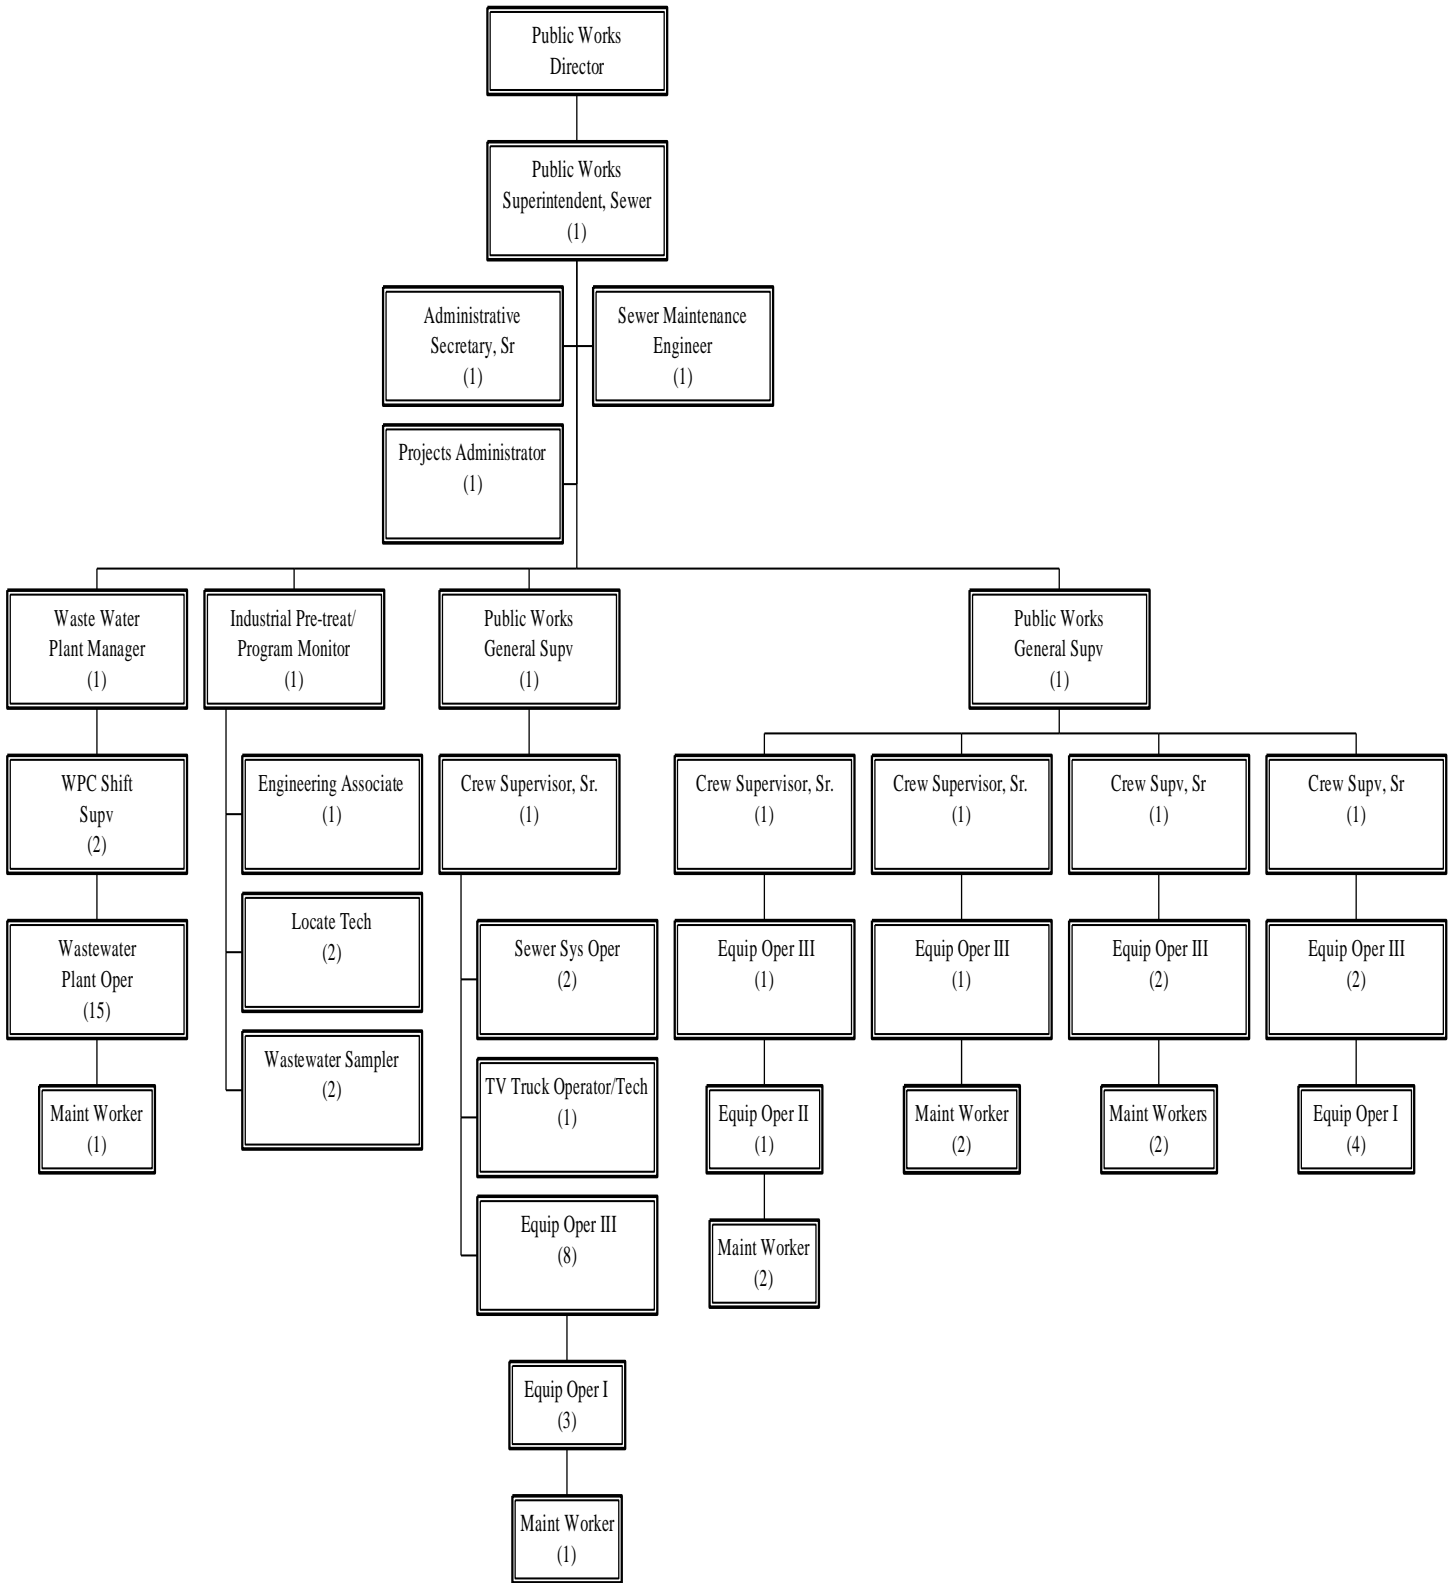 Public Works
Director
Public Works
Superintendent, Sewer
(1)
Administrative
Secretary, Sr
(1)
Sewer Maintenance
Engineer
(1)
Projects Administrator
(1)
Waste Water
Plant Manager
(1)
Industrial Pre-treat/
Program Monitor
(1)
Public Works
General Supv
(1)
Public Works
General Supv
(1)
WPC Shift
Supv
(2)
Engineering Associate
(1)
Crew Supervisor, Sr.
(1)
Crew Supervisor, Sr.
(1)
Crew Supervisor, Sr.
(1)
Crew Supv, Sr
(1)
Crew Supv, Sr
(1)
Wastewater
Plant Oper
(15)
Locate Tech
(2)
Sewer Sys Oper
(2)
Equip Oper III
(1)
Equip Oper III
(1)
Equip Oper III
(2)
Equip Oper III
(2)
Maint Worker
(1)
Wastewater Sampler
(2)
TV Truck Operator/Tech
(1)
Equip Oper II
(1)
Maint Worker
(2)
Maint Workers
(2)
Equip Oper I
(4)
Equip Oper III
(8)
Maint Worker
(2)
Equip Oper I
(3)
Maint Worker
(1)